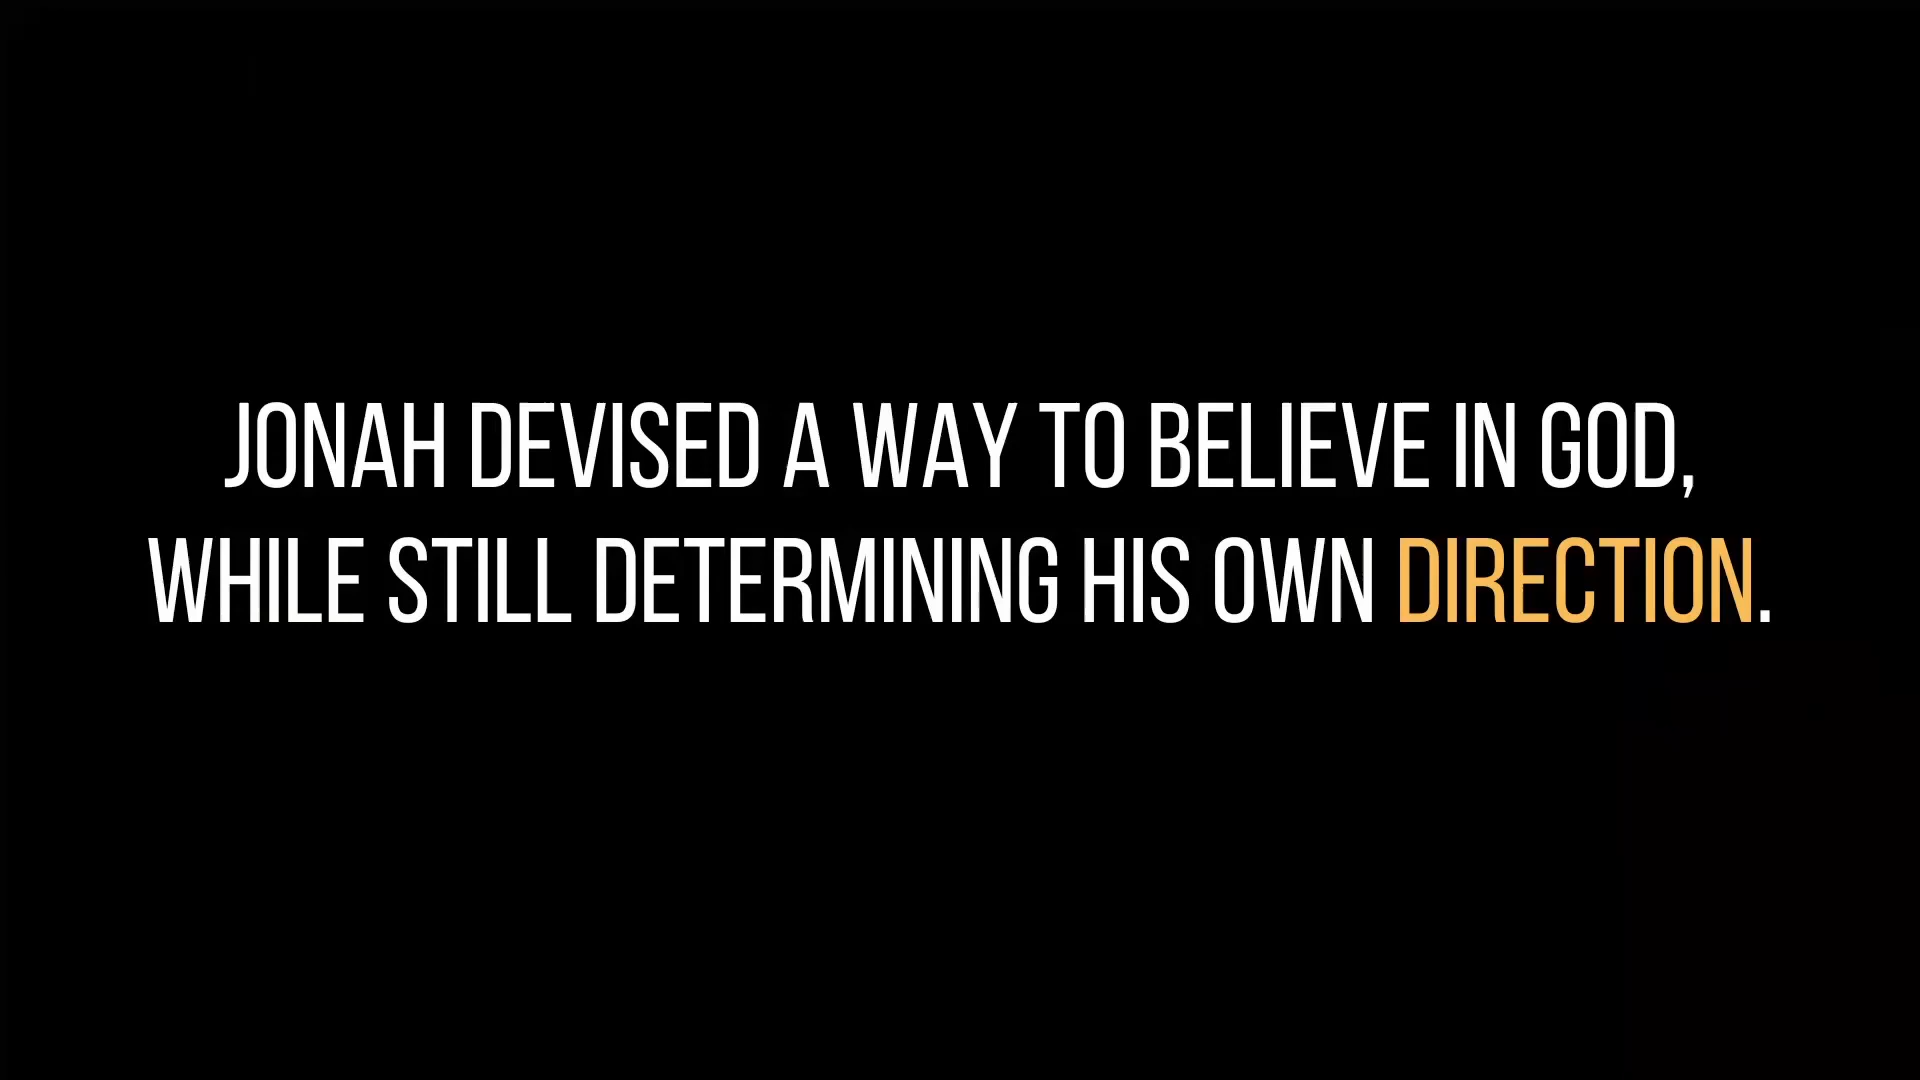 JONAH DEVISED A WAY TO BELIEVE IN GOD,
WHILE STILL DETERMINING HIS OWN DIRECTION.